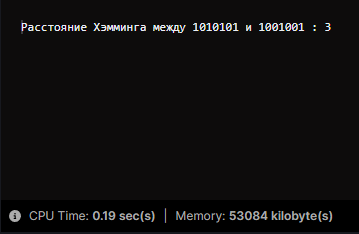 Расстояние Хэмминга между 1010101 и 1001001 : 3
CPU Time: 0.19 sec(s) | Memory: 53084 kilobyte(s)